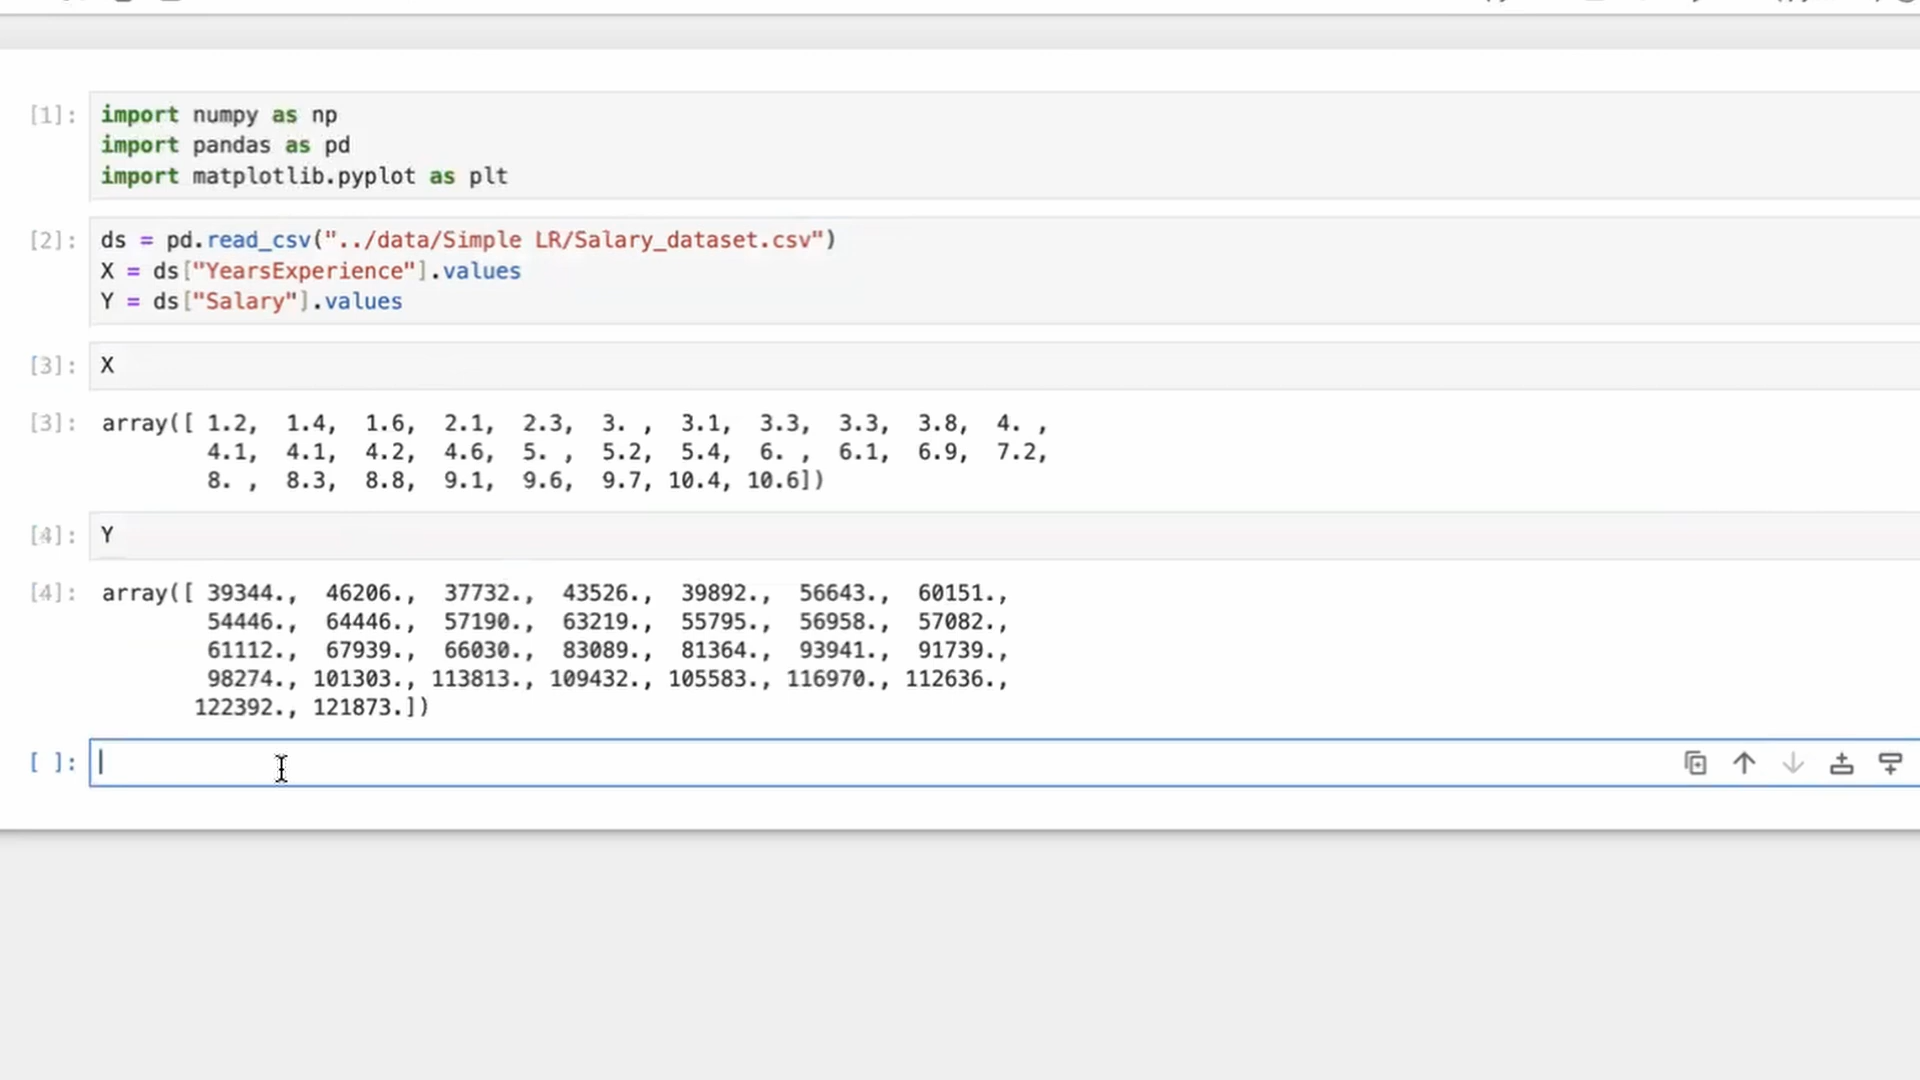 [1]: import numpy as np
import pandas as pd
import matplotlib.pyplot as plt
[2]: ds = pd.read_csv("../data/Simple LR/Salary_dataset.csv")
X = ds["YearsExperience"].values
Y = ds["Salary"].values
[3]: X
[3]: array([ 1.2,  1.4,  1.6,  2.1,  2.3,  3. ,  3.1,  3.3,  3.3,  3.8,  4. ,
4.1,  4.1,  4.2,  4.6,  5. ,  5.2,  5.4,  6. ,  6.1,  6.9,  7.2,
8. ,  8.3,  8.8,  9.1,  9.6,  9.7, 10.4, 10.6])
[4]: Y
[4]: array([ 39344.,  46206.,  37732.,  43526.,  39892.,  56643.,  60151.,
54446.,  64446.,  57190.,  63219.,  55795.,  56958.,  57082.,
61112.,  67939.,  66030.,  83089.,  81364.,  93941.,  91739.,
98274., 101303., 113813., 109432., 105583., 116970., 112636.,
122392., 121873.])
[ ]: